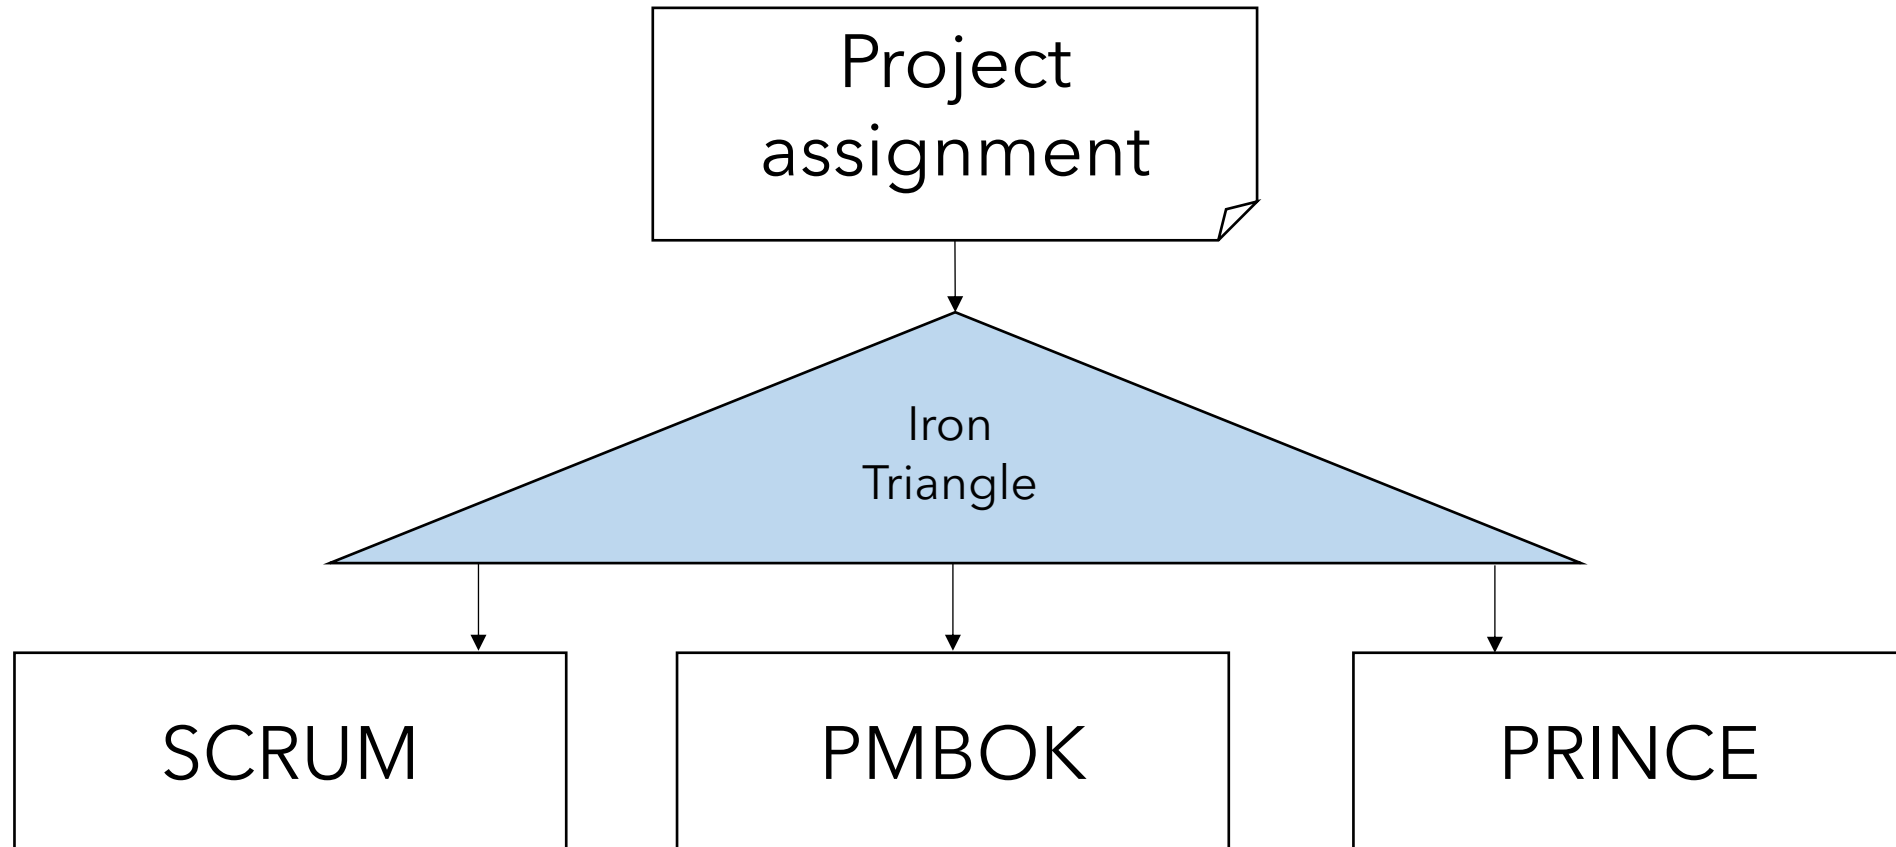 Project
assignment
Iron
Triangle
SCRUM
PMBOK
PRINCE